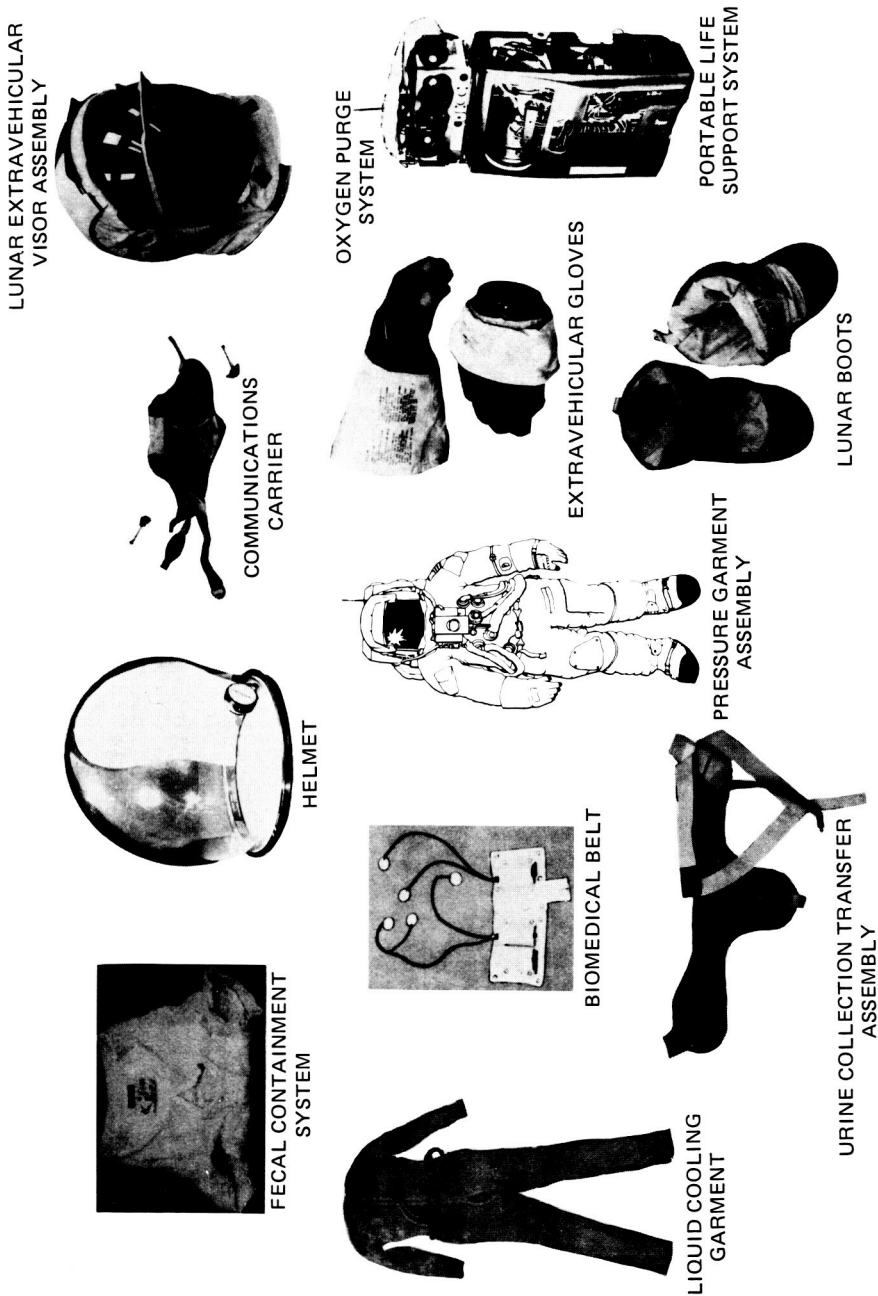 FECAL CONTAINMENT
SYSTEM
HELMET
COMMUNICATIONS
CARRIER
LUNAR EXTRAVEHICULAR
VISOR ASSEMBLY
LIQUID COOLING
GARMENT
BIOMEDICAL BELT
URINE COLLECTION TRANSFER
ASSEMBLY
PRESSURE GARMENT
ASSEMBLY
EXTRAVEHICULAR GLOVES
LUNAR BOOTS
OXYGEN PURGE
SYSTEM
PORTABLE LIFE
SUPPORT SYSTEM